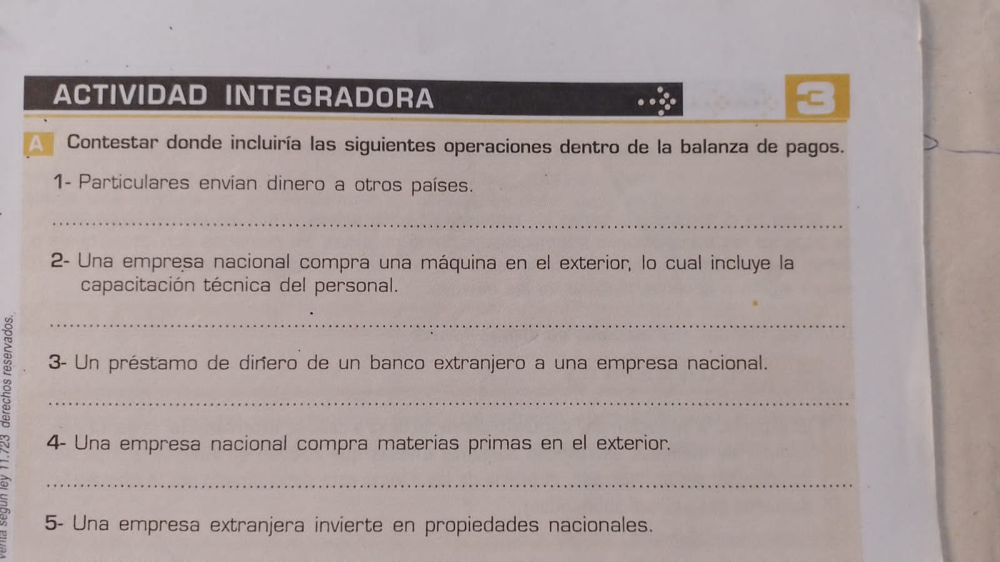 ACTIVIDAD INTEGRADORA
3
A Contestar donde incluiría las siguientes operaciones dentro de la balanza de pagos.
1- Particulares envían dinero a otros países.
2- Una empresa nacional compra una máquina en el exterior, lo cual incluye la
capacitación técnica del personal.
3- Un préstamo de dinero de un banco extranjero a una empresa nacional.
4- Una empresa nacional compra materias primas en el exterior.
5- Una empresa extranjera invierte en propiedades nacionales.
venta según ley 11.723 derechos reservados.